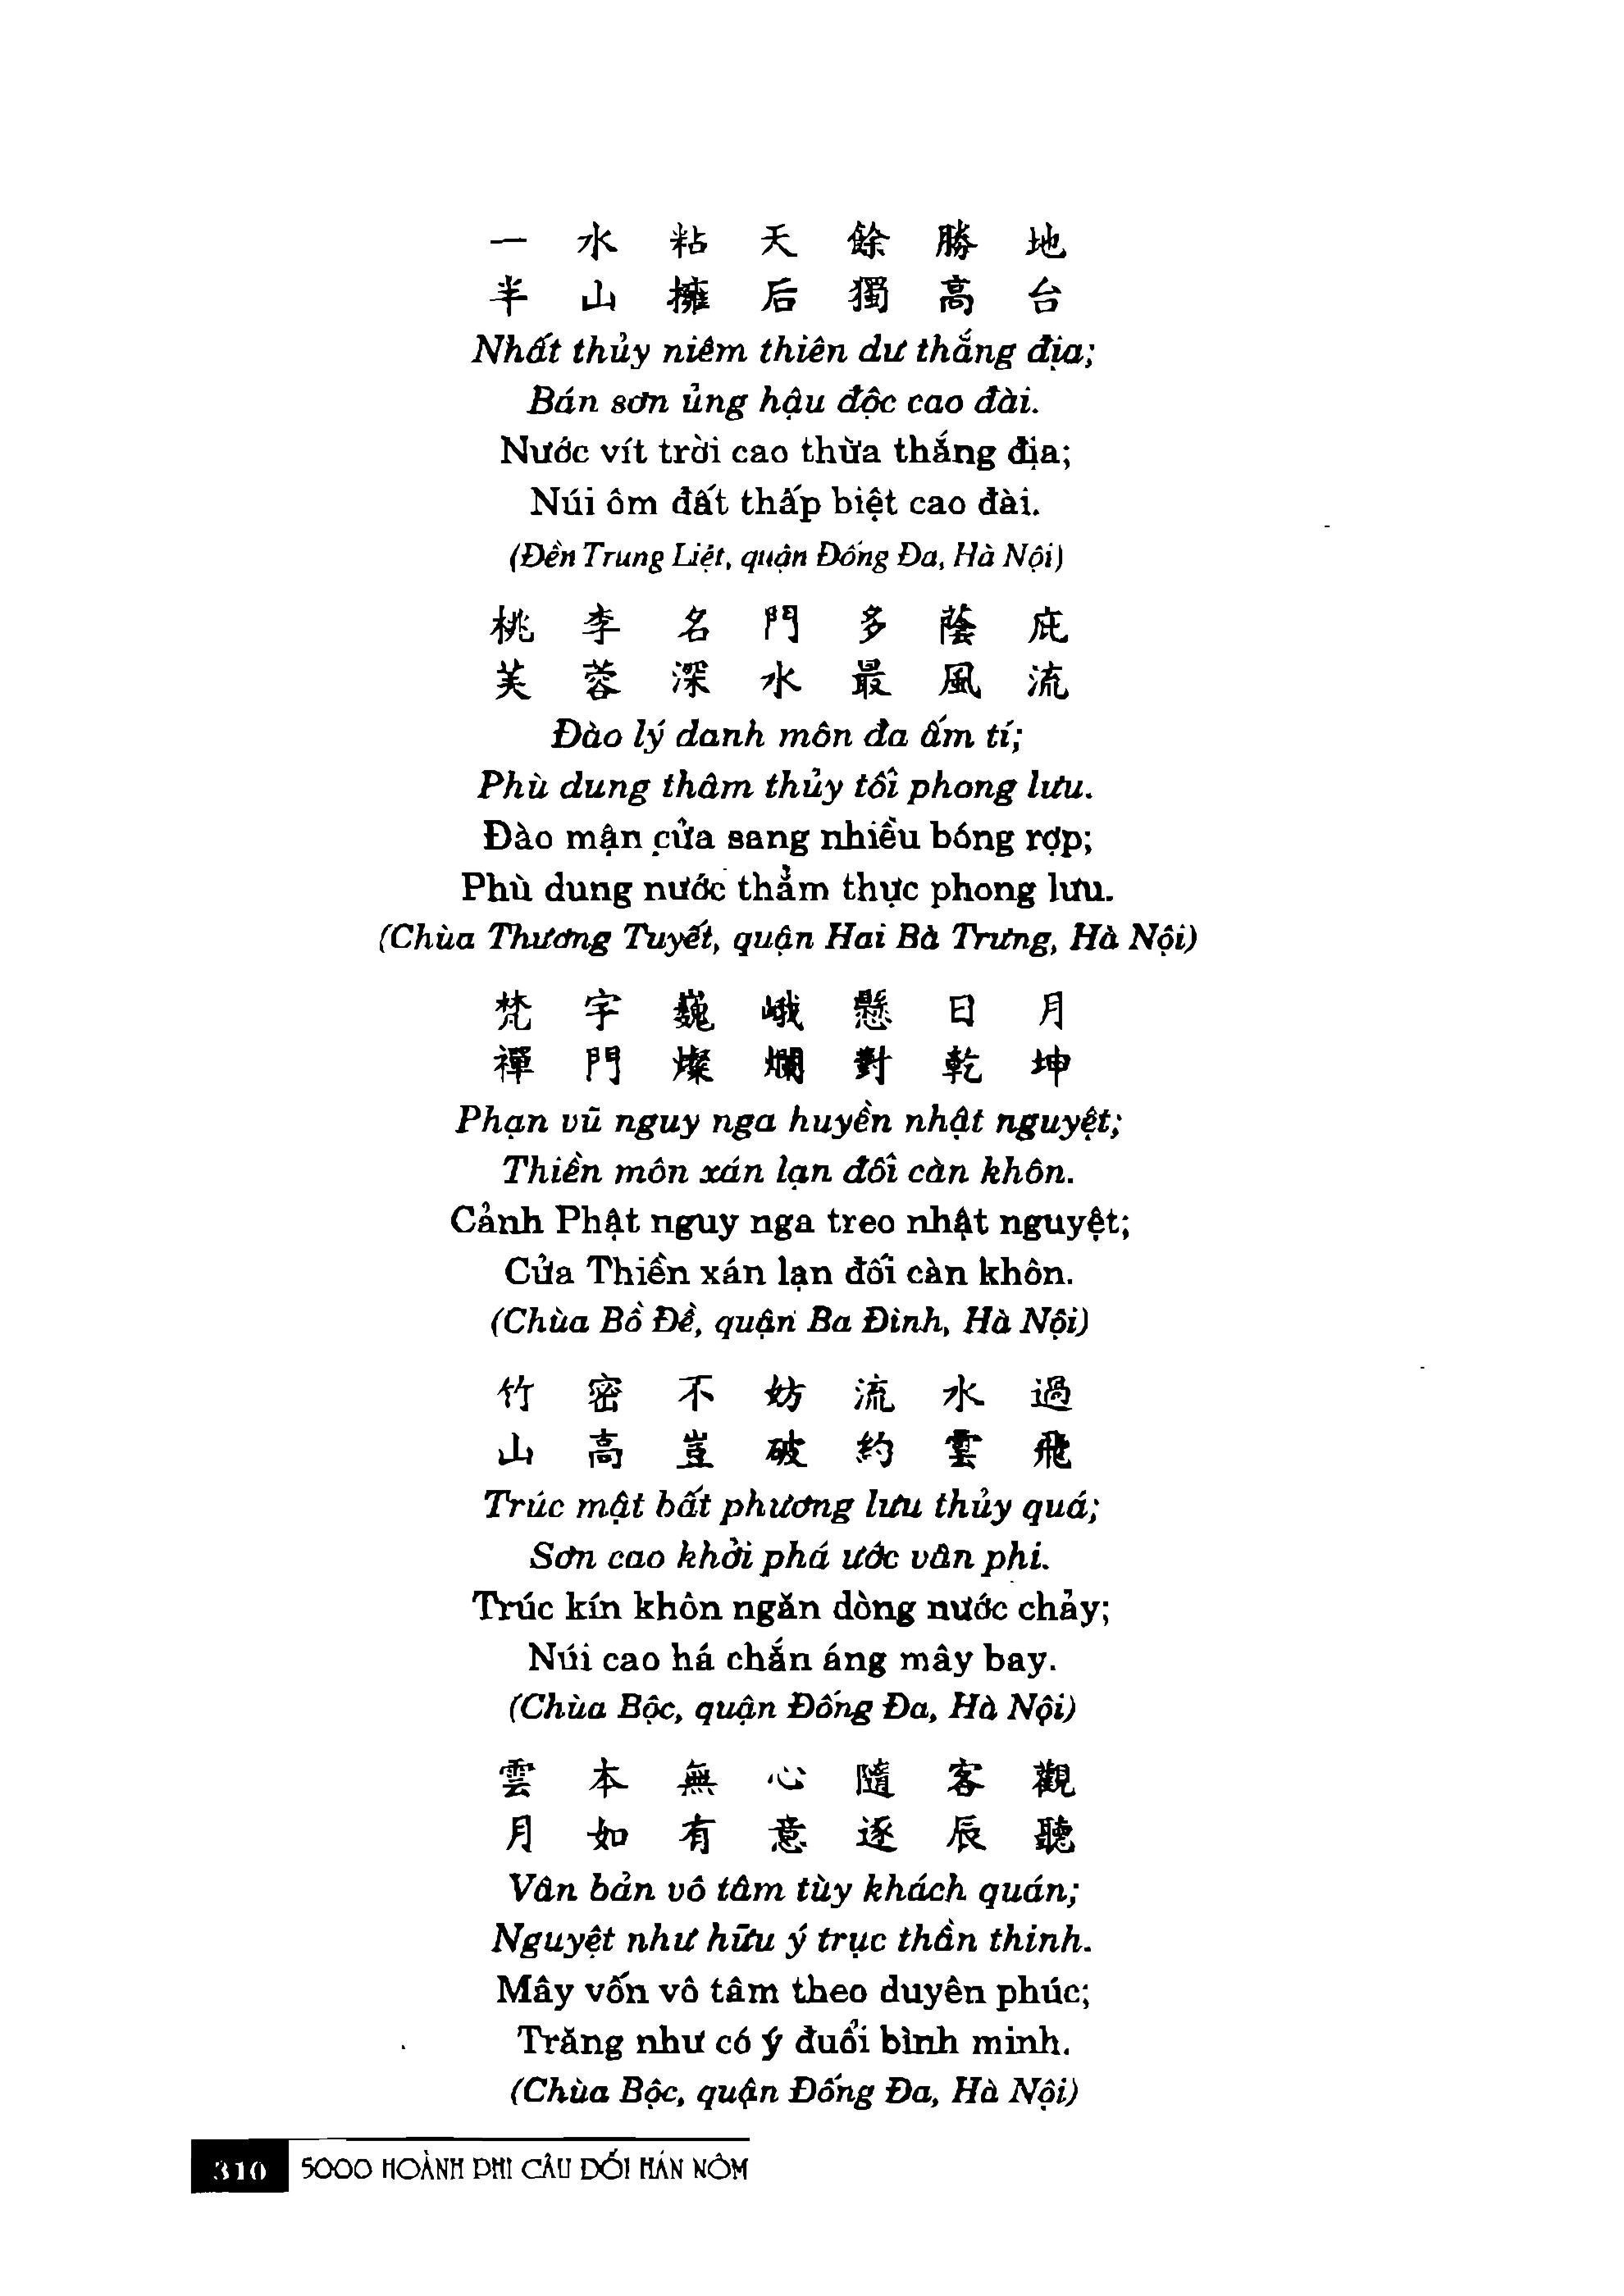 一 水 粘 天 餘 勝 地
半 山 擁 后 獨 高 台
Nhất thủy niêm thiên dư thắng địa;
Bán sơn ủng hậu độc cao đài.
Nước vít trời cao thừa thắng địa;
Núi ôm đất thấp biệt cao đài.
(Đền Trung Liệt, quận Đống Đa, Hà Nội)
桃 李 名 門 多 蔭 庇
芙 蓉 深 水 最 風 流
Đào lý danh môn đa ấm tí;
Phù dung thâm thủy tối phong lưu.
Đào mận cửa sang nhiều bóng rợp;
Phù dung nước thẳm thực phong lưu.
(Chùa Thương Tuyết, quận Hai Bà Trưng, Hà Nội)
梵 宇 巍 峨 懸 日 月
禪 門 燦 爛 對 乾 坤
Phạn vũ nguy nga huyền nhật nguyệt;
Thiền môn xán lạn đối càn khôn.
Cảnh Phật nguy nga treo nhật nguyệt;
Cửa Thiền xán lạn đối càn khôn.
(Chùa Bồ Đề, quận Ba Đình, Hà Nội)
竹 密 不 妨 流 水 過
山 高 豈 破 約 雲 飛
Trúc mật bất phương lưu thủy quá;
Sơn cao khởi phá ước vân phi.
Trúc kín khôn ngăn dòng nước chảy;
Núi cao há chắn áng mây bay.
(Chùa Bộc, quận Đống Đa, Hà Nội)
雲 本 無 心 隨 客 觀
月 如 有 意 逐 辰 聽
Vân bản vô tâm tùy khách quán;
Nguyệt như hữu ý trục thần thinh.
Mây vốn vô tâm theo duyên phúc;
Trăng như có ý đuổi bình minh.
(Chùa Bộc, quận Đống Đa, Hà Nội)
310 5000 HOÀNH PHI CÂU ĐỐI HÁN NÔM